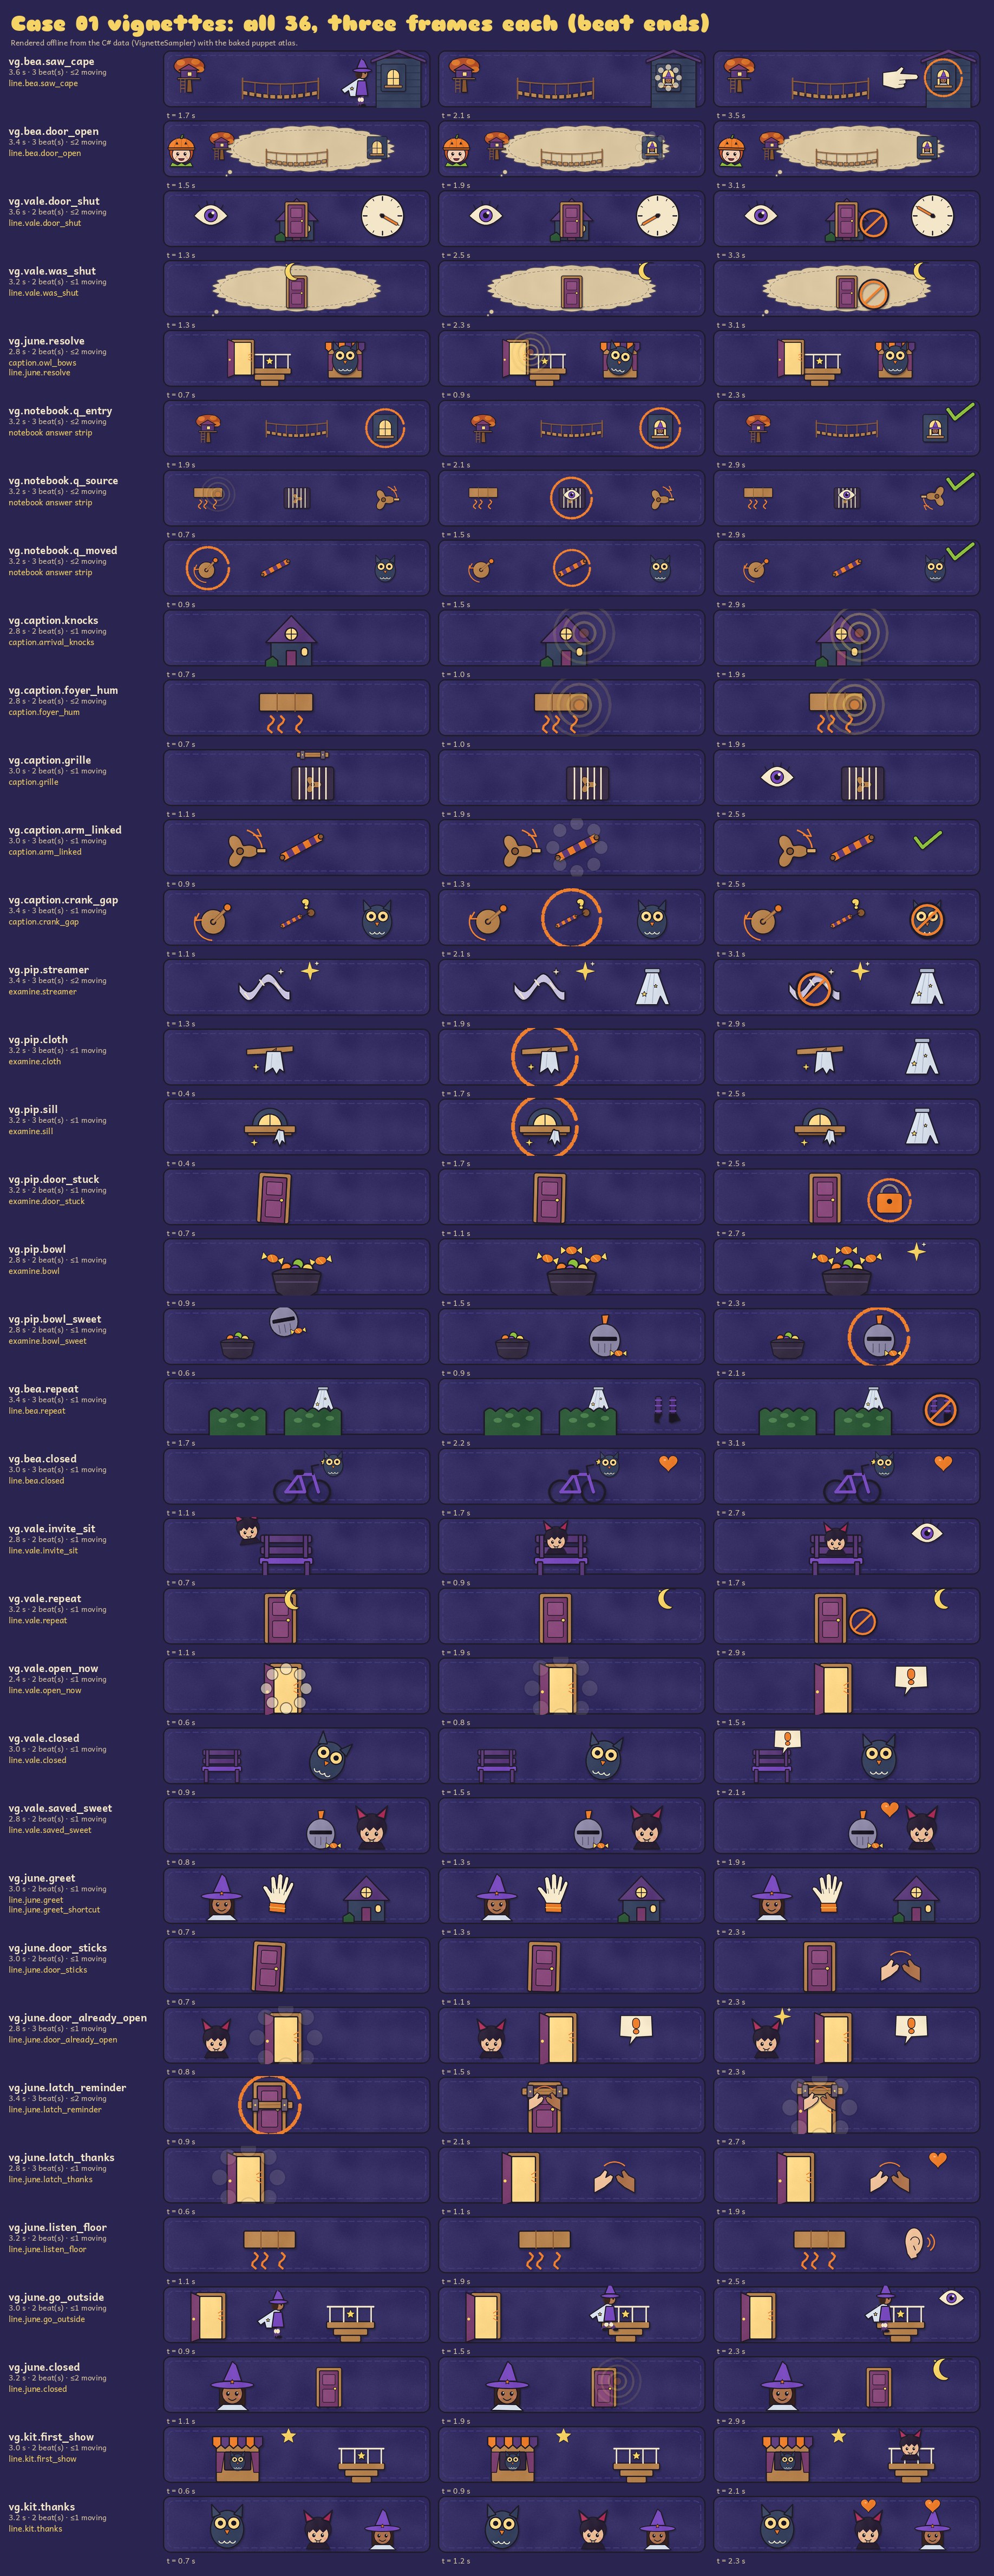 Case 01 vignettes: all 36, three frames each (beat ends)
Rendered offline from the C# data (VignetteSampler) with the baked puppet atlas.
vg.bea.saw_cape
3.6 s · 3 beat(s) · ≤2 moving
line.bea.saw_cape
t = 1.7 s
t = 2.1 s
t = 3.5 s
vg.bea.door_open
3.4 s · 3 beat(s) · ≤2 moving
line.bea.door_open
t = 1.5 s
t = 1.9 s
t = 3.1 s
vg.vale.door_shut
3.6 s · 2 beat(s) · ≤2 moving
line.vale.door_shut
t = 1.3 s
t = 2.5 s
t = 3.3 s
vg.vale.was_shut
3.2 s · 2 beat(s) · ≤1 moving
line.vale.was_shut
t = 1.3 s
t = 2.3 s
t = 3.1 s
vg.june.resolve
2.8 s · 3 beat(s) · ≤2 moving
caption.owl_bows
line.june.resolve
t = 0.7 s
t = 0.9 s
t = 2.3 s
vg.notebook.q_entry
3.2 s · 3 beat(s) · ≤2 moving
notebook answer strip
t = 1.9 s
t = 2.1 s
t = 2.9 s
vg.notebook.q_source
3.2 s · 3 beat(s) · ≤2 moving
notebook answer strip
t = 0.7 s
t = 1.5 s
t = 2.9 s
vg.notebook.q_moved
3.2 s · 3 beat(s) · ≤2 moving
notebook answer strip
t = 0.9 s
t = 1.5 s
t = 2.9 s
vg.caption.knocks
2.8 s · 2 beat(s) · ≤1 moving
caption.arrival_knocks
t = 0.7 s
t = 1.0 s
t = 1.9 s
vg.caption.foyer_hum
2.8 s · 2 beat(s) · ≤2 moving
caption.foyer_hum
t = 0.7 s
t = 1.0 s
t = 1.9 s
vg.caption.grille
3.0 s · 2 beat(s) · ≤1 moving
caption.grille
t = 1.1 s
t = 1.9 s
t = 2.5 s
vg.caption.arm_linked
3.0 s · 3 beat(s) · ≤1 moving
caption.arm_linked
t = 0.9 s
t = 1.3 s
t = 2.5 s
vg.caption.crank_gap
3.4 s · 3 beat(s) · ≤1 moving
caption.crank_gap
t = 1.1 s
t = 2.1 s
t = 3.1 s
vg.pip.streamer
3.4 s · 3 beat(s) · ≤2 moving
examine.streamer
t = 1.3 s
t = 1.9 s
t = 2.9 s
vg.pip.cloth
3.2 s · 3 beat(s) · ≤1 moving
examine.cloth
t = 0.4 s
t = 1.7 s
t = 2.5 s
vg.pip.sill
3.2 s · 3 beat(s) · ≤1 moving
examine.sill
t = 0.4 s
t = 1.7 s
t = 2.5 s
vg.pip.door_stuck
3.2 s · 2 beat(s) · ≤1 moving
examine.door_stuck
t = 0.7 s
t = 1.1 s
t = 2.7 s
vg.pip.bowl
2.8 s · 2 beat(s) · ≤1 moving
examine.bowl
t = 0.9 s
t = 1.5 s
t = 2.3 s
vg.pip.bowl_sweet
2.8 s · 2 beat(s) · ≤1 moving
examine.bowl_sweet
t = 0.6 s
t = 0.9 s
t = 2.1 s
vg.bea.repeat
3.4 s · 3 beat(s) · ≤1 moving
line.bea.repeat
t = 1.7 s
t = 2.2 s
t = 3.1 s
vg.bea.closed
3.0 s · 3 beat(s) · ≤1 moving
line.bea.closed
t = 1.1 s
t = 1.7 s
t = 2.7 s
vg.vale.invite_sit
2.8 s · 2 beat(s) · ≤1 moving
line.vale.invite_sit
t = 0.7 s
t = 0.9 s
t = 1.7 s
vg.vale.repeat
3.2 s · 2 beat(s) · ≤1 moving
line.vale.repeat
t = 1.1 s
t = 1.9 s
t = 2.9 s
vg.vale.open_now
2.4 s · 2 beat(s) · ≤1 moving
line.vale.open_now
t = 0.6 s
t = 0.8 s
t = 1.5 s
vg.vale.closed
3.0 s · 2 beat(s) · ≤1 moving
line.vale.closed
t = 0.9 s
t = 1.5 s
t = 2.1 s
vg.vale.saved_sweet
2.8 s · 2 beat(s) · ≤1 moving
line.vale.saved_sweet
t = 0.8 s
t = 1.3 s
t = 1.9 s
vg.june.greet
3.0 s · 2 beat(s) · ≤1 moving
line.june.greet
line.june.greet_shortcut
t = 0.7 s
t = 1.3 s
t = 2.3 s
vg.june.door_sticks
3.0 s · 2 beat(s) · ≤1 moving
line.june.door_sticks
t = 0.7 s
t = 1.1 s
t = 2.3 s
vg.june.door_already_open
2.8 s · 3 beat(s) · ≤1 moving
line.june.door_already_open
t = 0.8 s
t = 1.5 s
t = 2.3 s
vg.june.latch_reminder
3.4 s · 3 beat(s) · ≤2 moving
line.june.latch_reminder
t = 0.9 s
t = 2.1 s
t = 2.7 s
vg.june.latch_thanks
2.8 s · 3 beat(s) · ≤1 moving
line.june.latch_thanks
t = 0.6 s
t = 1.1 s
t = 1.9 s
vg.june.listen_floor
3.2 s · 2 beat(s) · ≤1 moving
line.june.listen_floor
t = 1.1 s
t = 1.9 s
t = 2.5 s
vg.june.go_outside
3.0 s · 2 beat(s) · ≤1 moving
line.june.go_outside
t = 0.9 s
t = 1.5 s
t = 2.3 s
vg.june.closed
3.2 s · 2 beat(s) · ≤2 moving
line.june.closed
t = 1.1 s
t = 1.9 s
t = 2.9 s
vg.kit.first_show
3.0 s · 2 beat(s) · ≤1 moving
line.kit.first_show
t = 0.6 s
t = 0.9 s
t = 2.1 s
vg.kit.thanks
3.2 s · 2 beat(s) · ≤1 moving
line.kit.thanks
t = 0.7 s
t = 1.2 s
t = 2.3 s